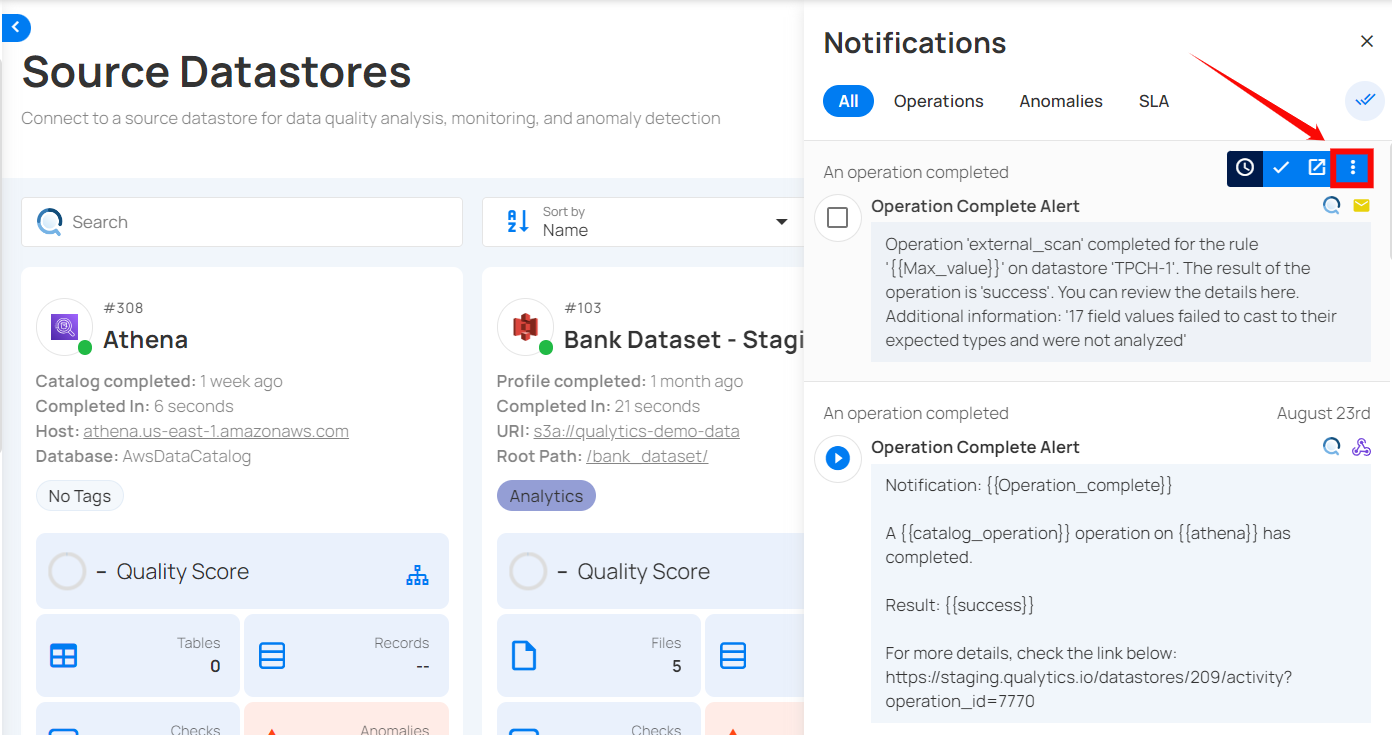 Source Datastores
Connect to a source datastore for data quality analysis, monitoring, and anomaly detection
Search
Sort by
Name
#308
Athena
Catalog completed: 1 week ago
Completed In: 6 seconds
Host: athena.us-east-1.amazonaws.com
Database: AwsDataCatalog
No Tags
– Quality Score
Tables
0
Records
--
Checks
Anomalies
#103
Bank Dataset - Stagi
Profile completed: 1 month ago
Completed In: 21 seconds
URI: s3a://qualytics-demo-data
Root Path: /bank_dataset/
Analytics
– Quality Score
Files
5
Checks
Notifications
All
Operations
Anomalies
SLA
An operation completed
Operation Complete Alert
Operation 'external_scan' completed for the rule
'{{Max_value}}' on datastore 'TPCH-1'. The result of the
operation is 'success'. You can review the details here.
Additional information: '17 field values failed to cast to their
expected types and were not analyzed'
An operation completed
August 23rd
Operation Complete Alert
Notification: {{Operation_complete}}
A {{catalog_operation}} operation on {{athena}} has
completed.
Result: {{success}}
For more details, check the link below:
https://staging.qualytics.io/datastores/209/activity?
operation_id=7770